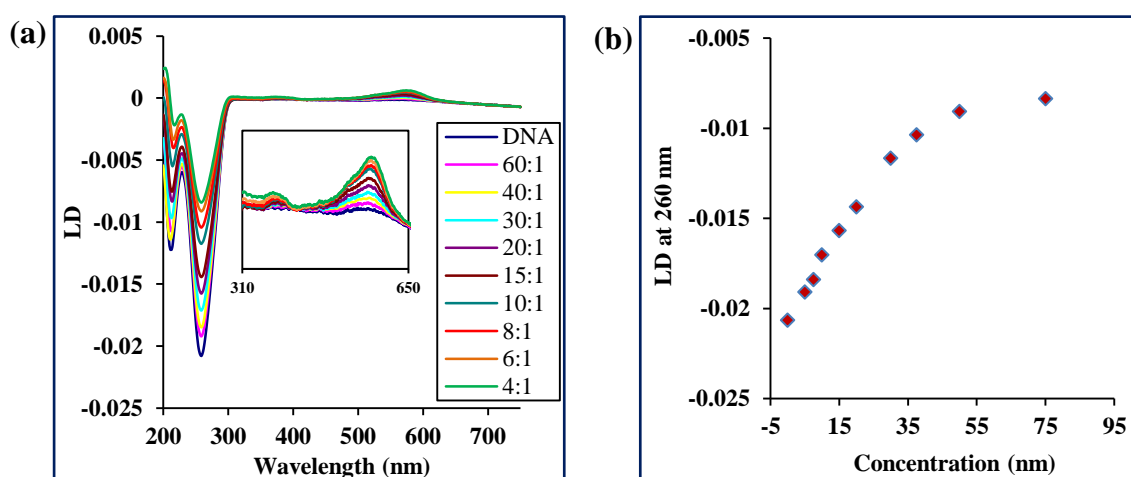 (a)
LD
0.005
0
-0.005
-0.01
-0.015
-0.02
-0.025
200 300 400 500 600 700
Wavelength (nm)
310 650
DNA
60:1
40:1
30:1
20:1
15:1
10:1
8:1
6:1
4:1
(b)
LD at 260 nm
-0.005
-0.01
-0.015
-0.02
-0.025
-5 15 35 55 75 95
Concentration (nm)